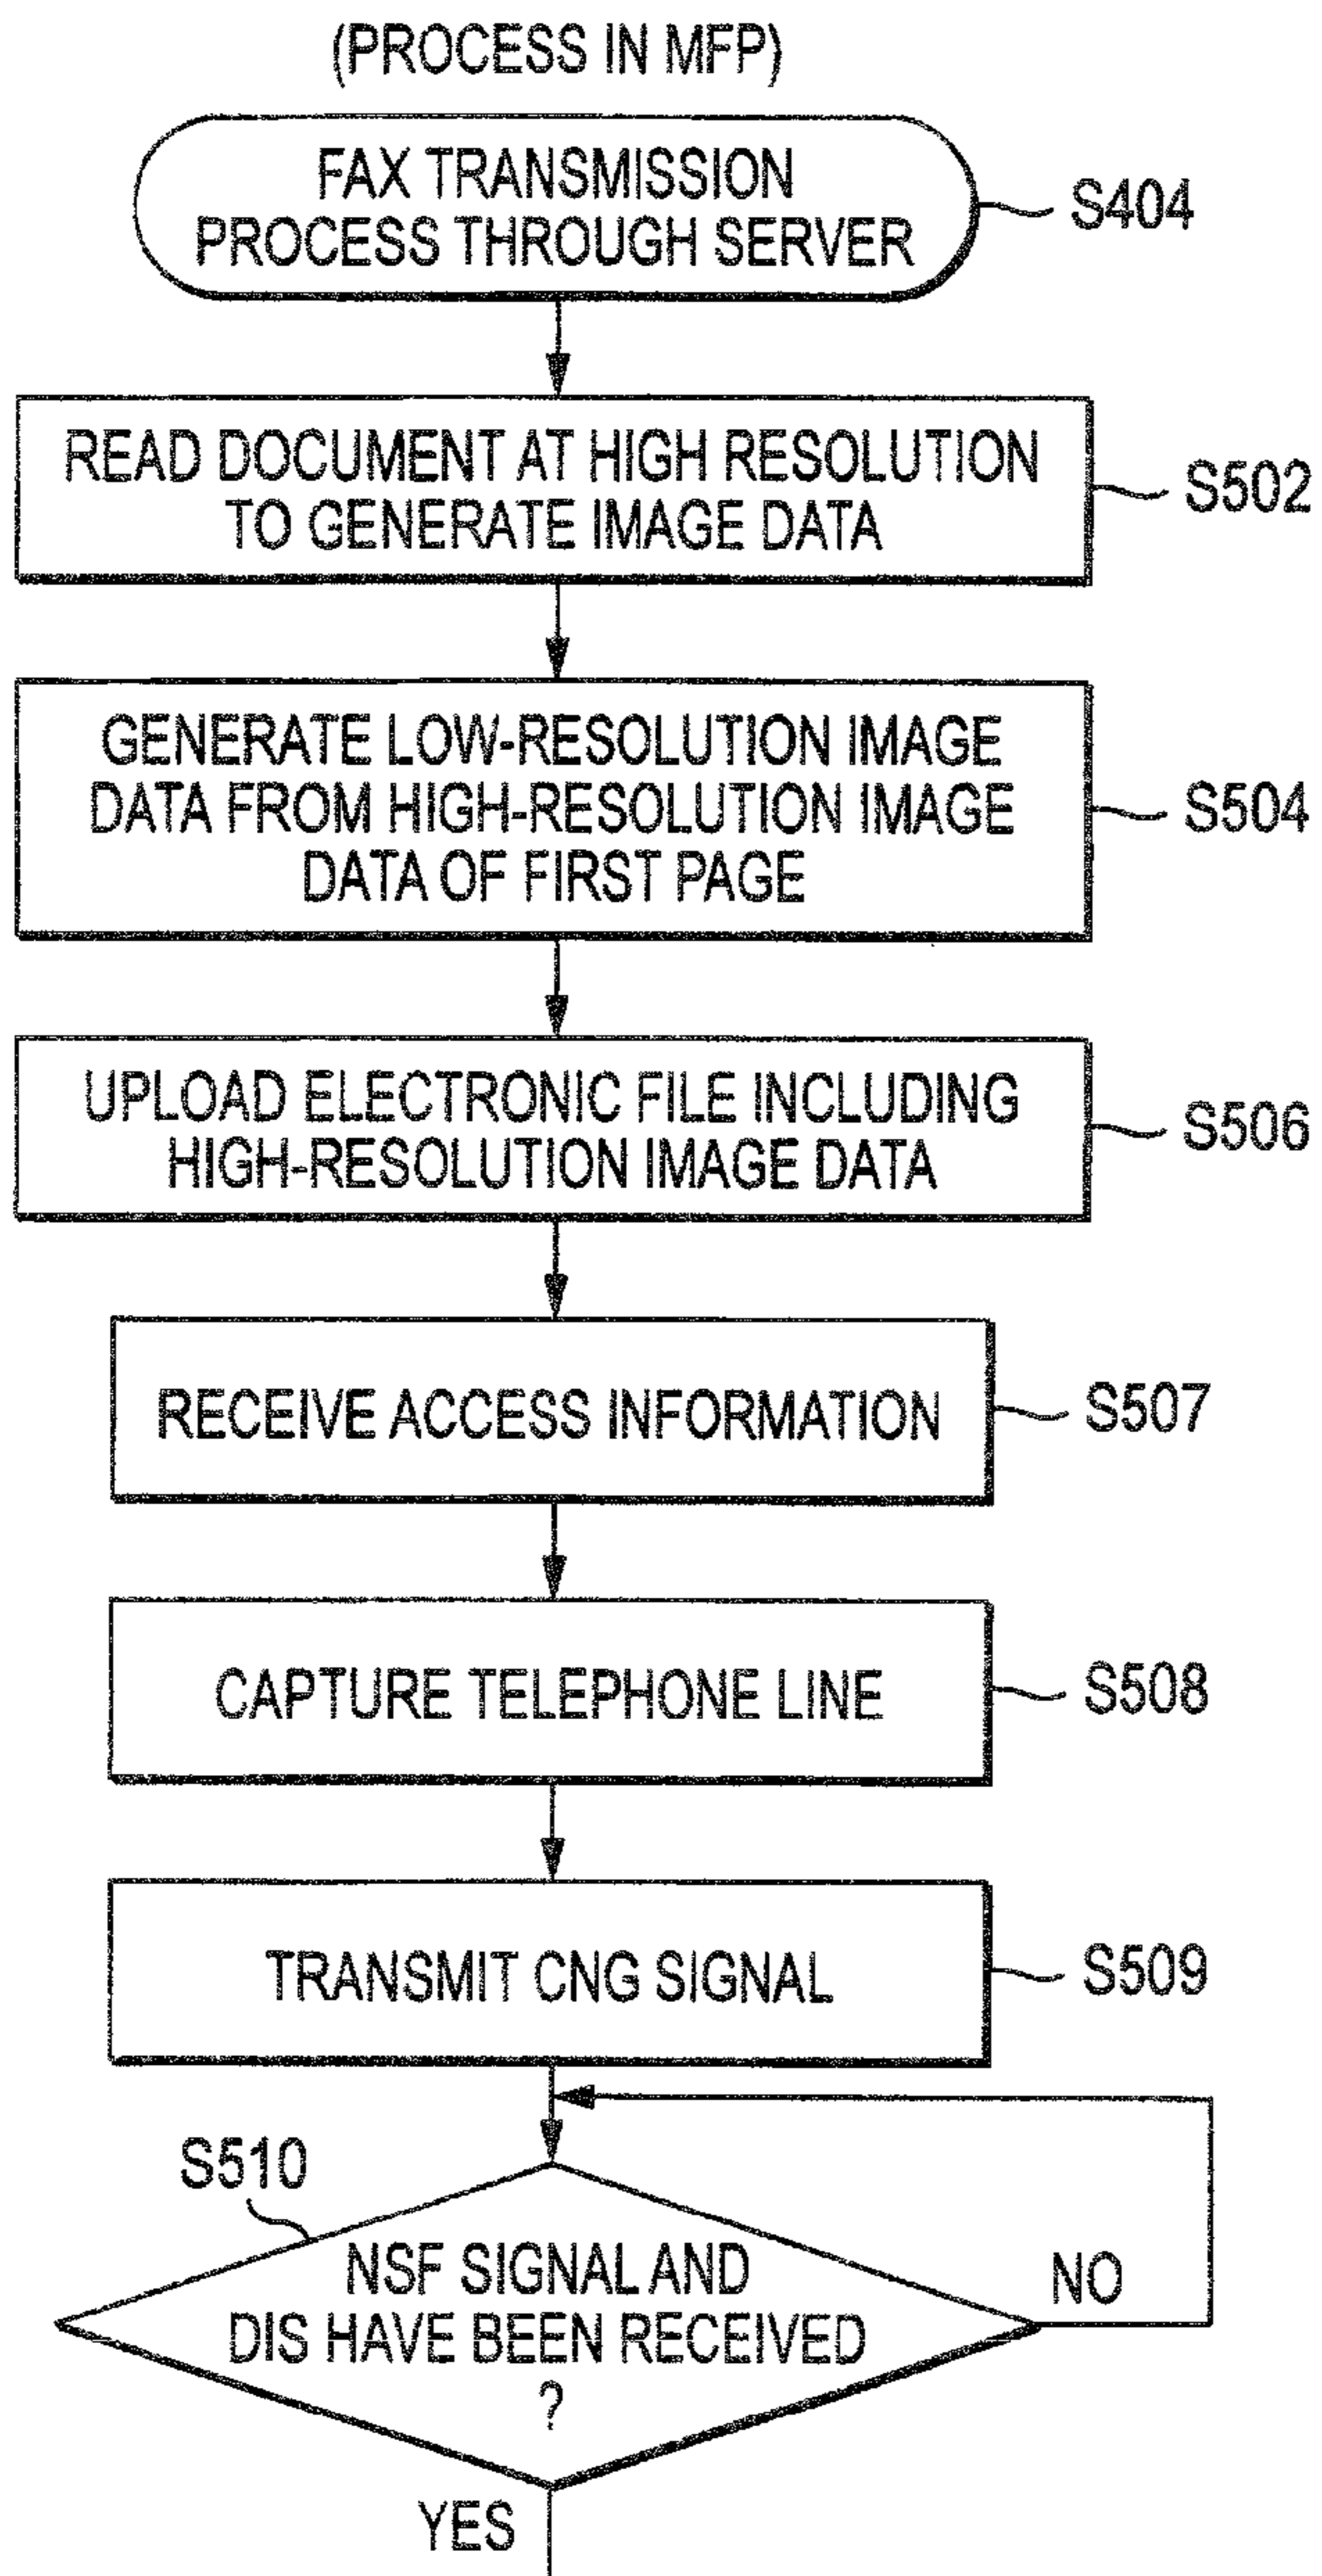 (PROCESS IN MFP)
FAX TRANSMISSION
PROCESS THROUGH SERVER
S404
READ DOCUMENT AT HIGH RESOLUTION
TO GENERATE IMAGE DATA
S502
GENERATE LOW-RESOLUTION IMAGE
DATA FROM HIGH-RESOLUTION IMAGE
DATA OF FIRST PAGE
S504
UPLOAD ELECTRONIC FILE INCLUDING
HIGH-RESOLUTION IMAGE DATA
S506
RECEIVE ACCESS INFORMATION
S507
CAPTURE TELEPHONE LINE
S508
TRANSMIT CNG SIGNAL
S509
S510
NSF SIGNAL AND
DIS HAVE BEEN RECEIVED
?
NO
YES